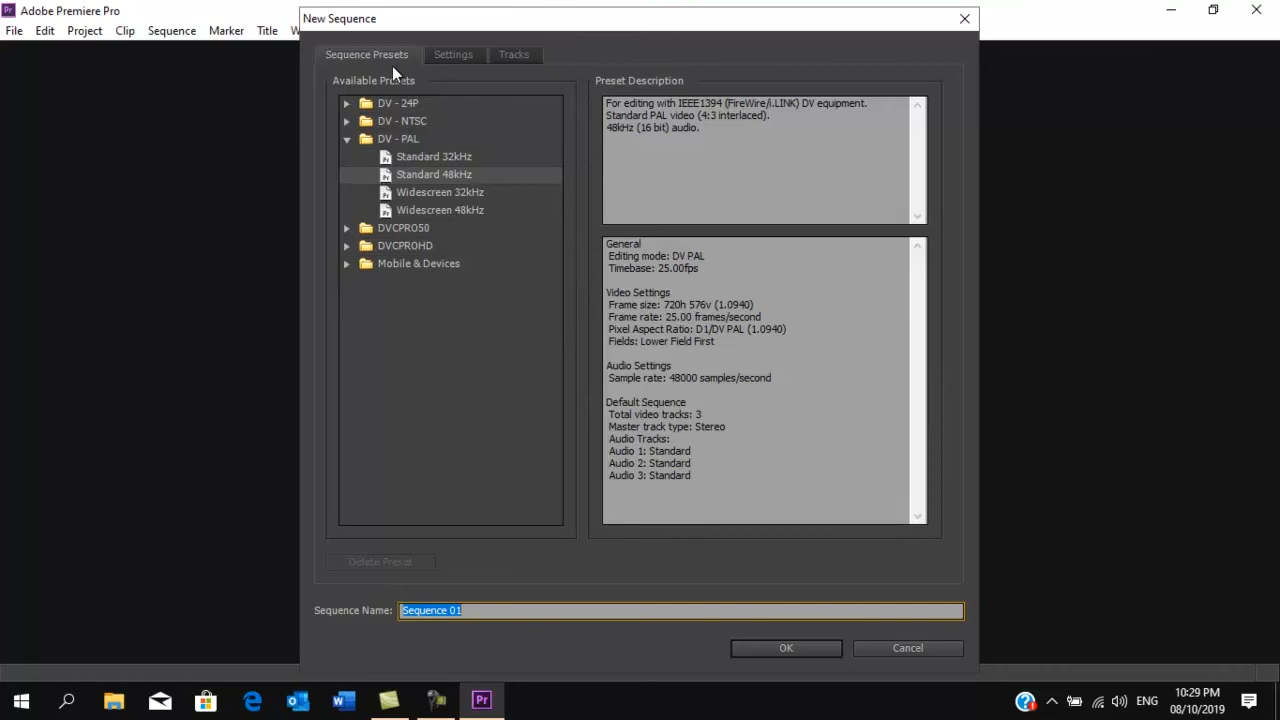 Adobe Premiere Pro
File Edit Project Clip Sequence Marker Title W
New Sequence
Sequence Presets Settings Tracks
Available Presets
DV - 24P
DV - NTSC
DV - PAL
Standard 32kHz
Standard 48kHz
Widescreen 32kHz
Widescreen 48kHz
DVCPRO50
DVCPROHD
Mobile & Devices
Delete Preset
Preset Description
For editing with IEEE1394 (FireWire/i.LINK) DV equipment.
Standard PAL video (4:3 interlaced).
48kHz (16 bit) audio.
General
Editing mode: DV PAL
Timebase: 25.00fps
Video Settings
Frame size: 720h 576v (1.0940)
Frame rate: 25.00 frames/second
Pixel Aspect Ratio: D1/DV PAL (1.0940)
Fields: Lower Field First
Audio Settings
Sample rate: 48000 samples/second
Default Sequence
Total video tracks: 3
Master track type: Stereo
Audio Tracks:
Audio 1: Standard
Audio 2: Standard
Audio 3: Standard
Sequence Name: Sequence 01
OK Cancel
ENG
10:29 PM
08/10/2019